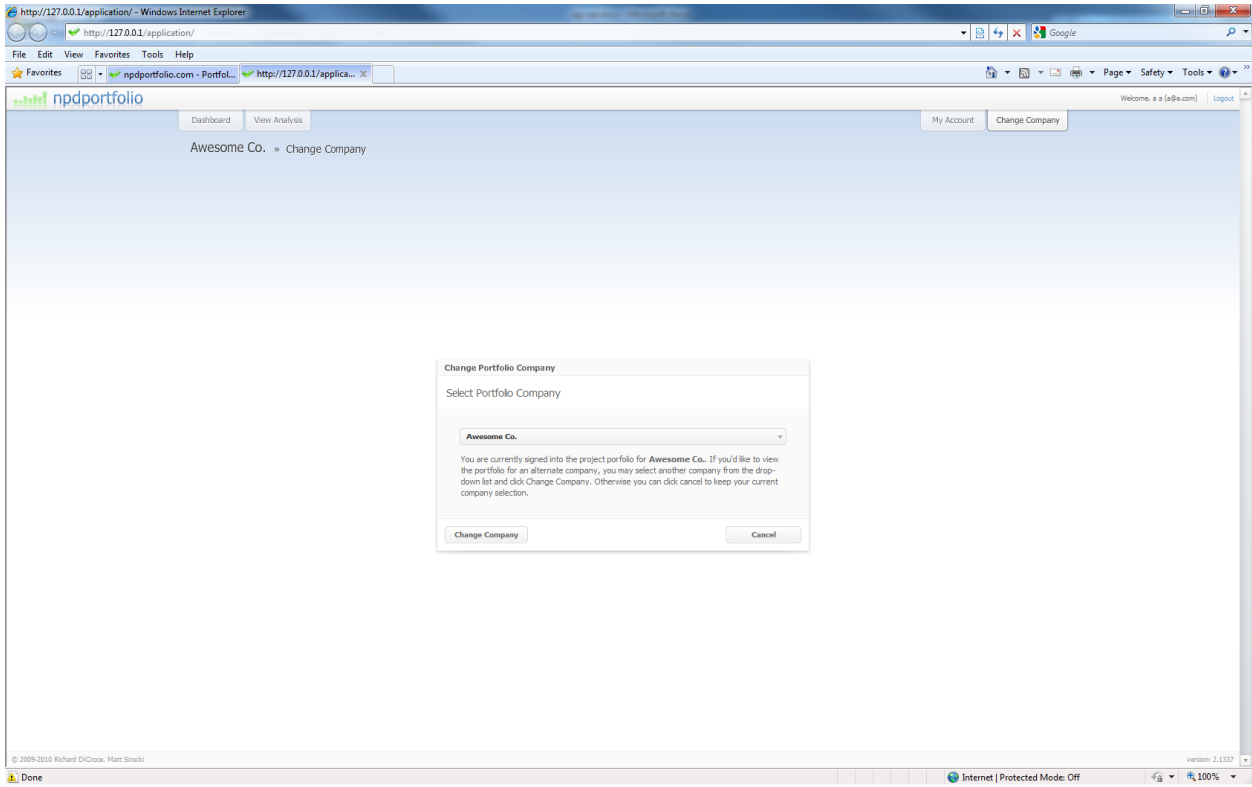 http://127.0.0.1/application/ - Windows Internet Explorer
http://127.0.0.1/application/
Google
File Edit View Favorites Tools Help
Favorites
npdportfolio.com - Portfol...
http://127.0.0.1/applica...
Page Safety Tools
npdportfolio
Welcome, a a (a@a.com) Logout
Dashboard View Analysis My Account Change Company
Awesome Co. » Change Company
Change Portfolio Company
Select Portfolio Company
Awesome Co.
You are currently signed into the project porfolio for Awesome Co.. If you'd like to view
the portfolio for an alternate company, you may select another company from the drop-
down list and click Change Company. Otherwise you can click cancel to keep your current
company selection.
Change Company Cancel
© 2009-2010 Richard DiCroce, Matt Sirocki
version: 2.1337
Done
Internet | Protected Mode: Off
100%